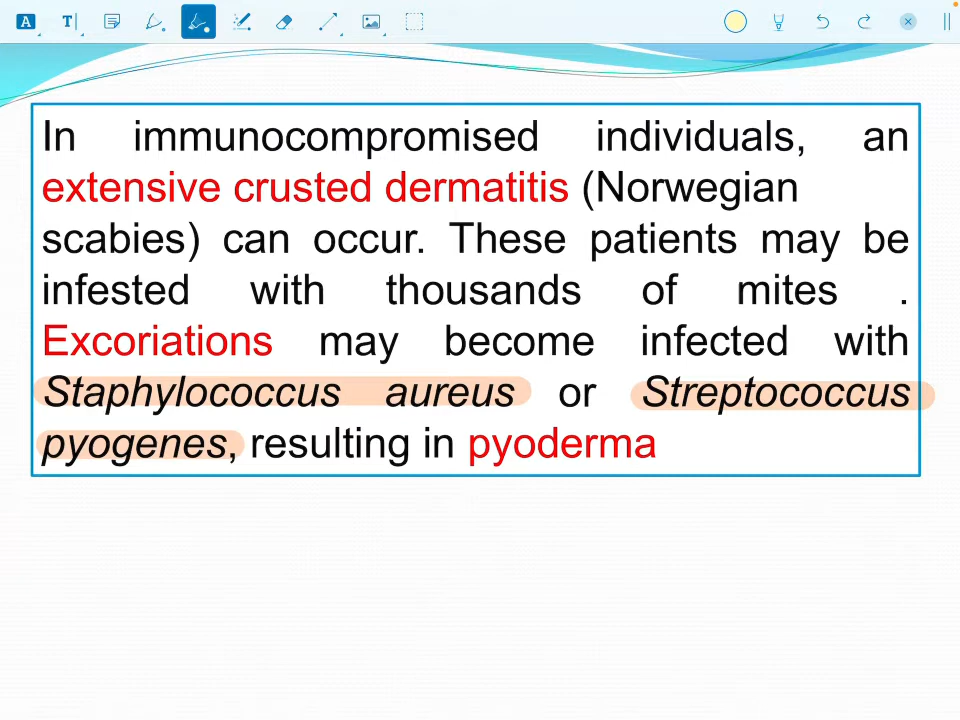 A
T
In immunocompromised individuals, an
extensive crusted dermatitis (Norwegian
scabies) can occur. These patients may be
infested with thousands of mites .
Excoriations may become infected with
Staphylococcus aureus or Streptococcus
pyogenes, resulting in pyoderma